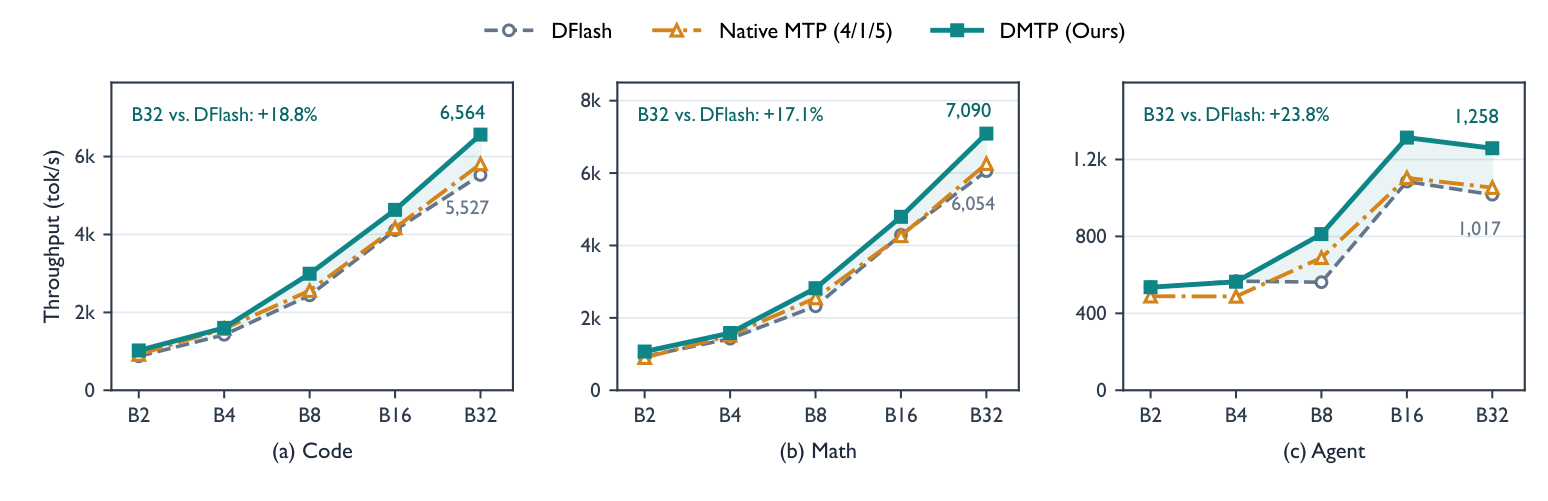 DFlash
Native MTP (4/1/5)
DMTP (Ours)
Throughput (tok/s)
B32 vs. DFlash: +18.8%
6,564
5,527
6k
4k
2k
0
B2 B4 B8 B16 B32
(a) Code
B32 vs. DFlash: +17.1%
7,090
6,054
8k
6k
4k
2k
0
B2 B4 B8 B16 B32
(b) Math
B32 vs. DFlash: +23.8%
1,258
1,017
1.2k
800
400
0
B2 B4 B8 B16 B32
(c) Agent